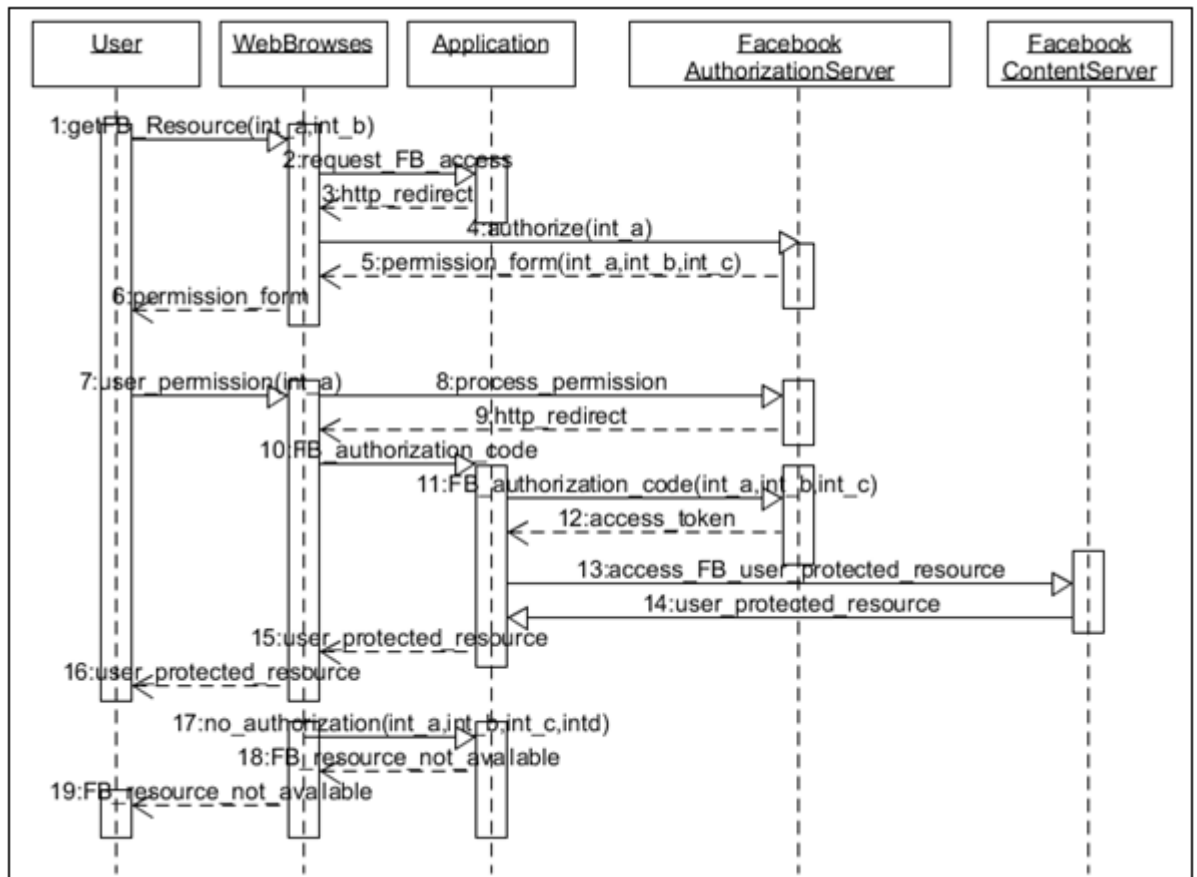 User
WebBrowses
Application
Facebook
AuthorizationServer
Facebook
ContentServer
1:getFB_Resource(int_a,int_b)
2:request_FB_access
3:http_redirect
4:authorize(int_a)
5:permission_form(int_a,int_b,int_c)
6:permission_form
7:user_permission(int_a)
8:process_permission
9:http_redirect
10:FB_authorization_code
11:FB_authorization_code(int_a,int_b,int_c)
12:access_token
13:access_FB_user_protected_resource
14:user_protected_resource
15:user_protected_resource
16:user_protected_resource
17:no_authorization(int_a,int_b,int_c,intd)
18:FB_resource_not_available
19:FB_resource_not_available